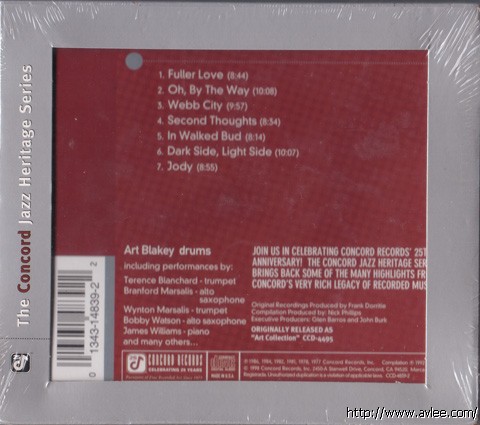 The Concord Jazz Heritage Series
1. Fuller Love (8:44)
2. Oh, By The Way (10:08)
3. Webb City (9:57)
4. Second Thoughts (8:34)
5. In Walked Bud (8:14)
6. Dark Side, Light Side (10:07)
7. Jody (8:55)
Art Blakey drums
including performances by:
Terence Blanchard - trumpet
Branford Marsalis - alto
saxophone
Wynton Marsalis - trumpet
Bobby Watson - alto saxophone
James Williams - piano
and many others...
JOIN US IN CELEBRATING CONCORD RECORDS' 25T
ANNIVERSARY! THE CONCORD JAZZ HERITAGE SER
BRINGS BACK SOME OF THE MANY HIGHLIGHTS FR
CONCORD'S VERY RICH LEGACY OF RECORDED MUS
Original Recordings Produced by Frank Dorritie
Compilation Produced by: Nick Phillips
Executive Producers: Glen Barros and John Burk
ORIGINALLY RELEASED AS
"Art Collection" CCD-4495
0 13431-4839-2 2
CONCORD RECORDS
CELEBRATING 25 YEARS
COMPACT
MADE IN U.S.A.
http://www.avlee.com/